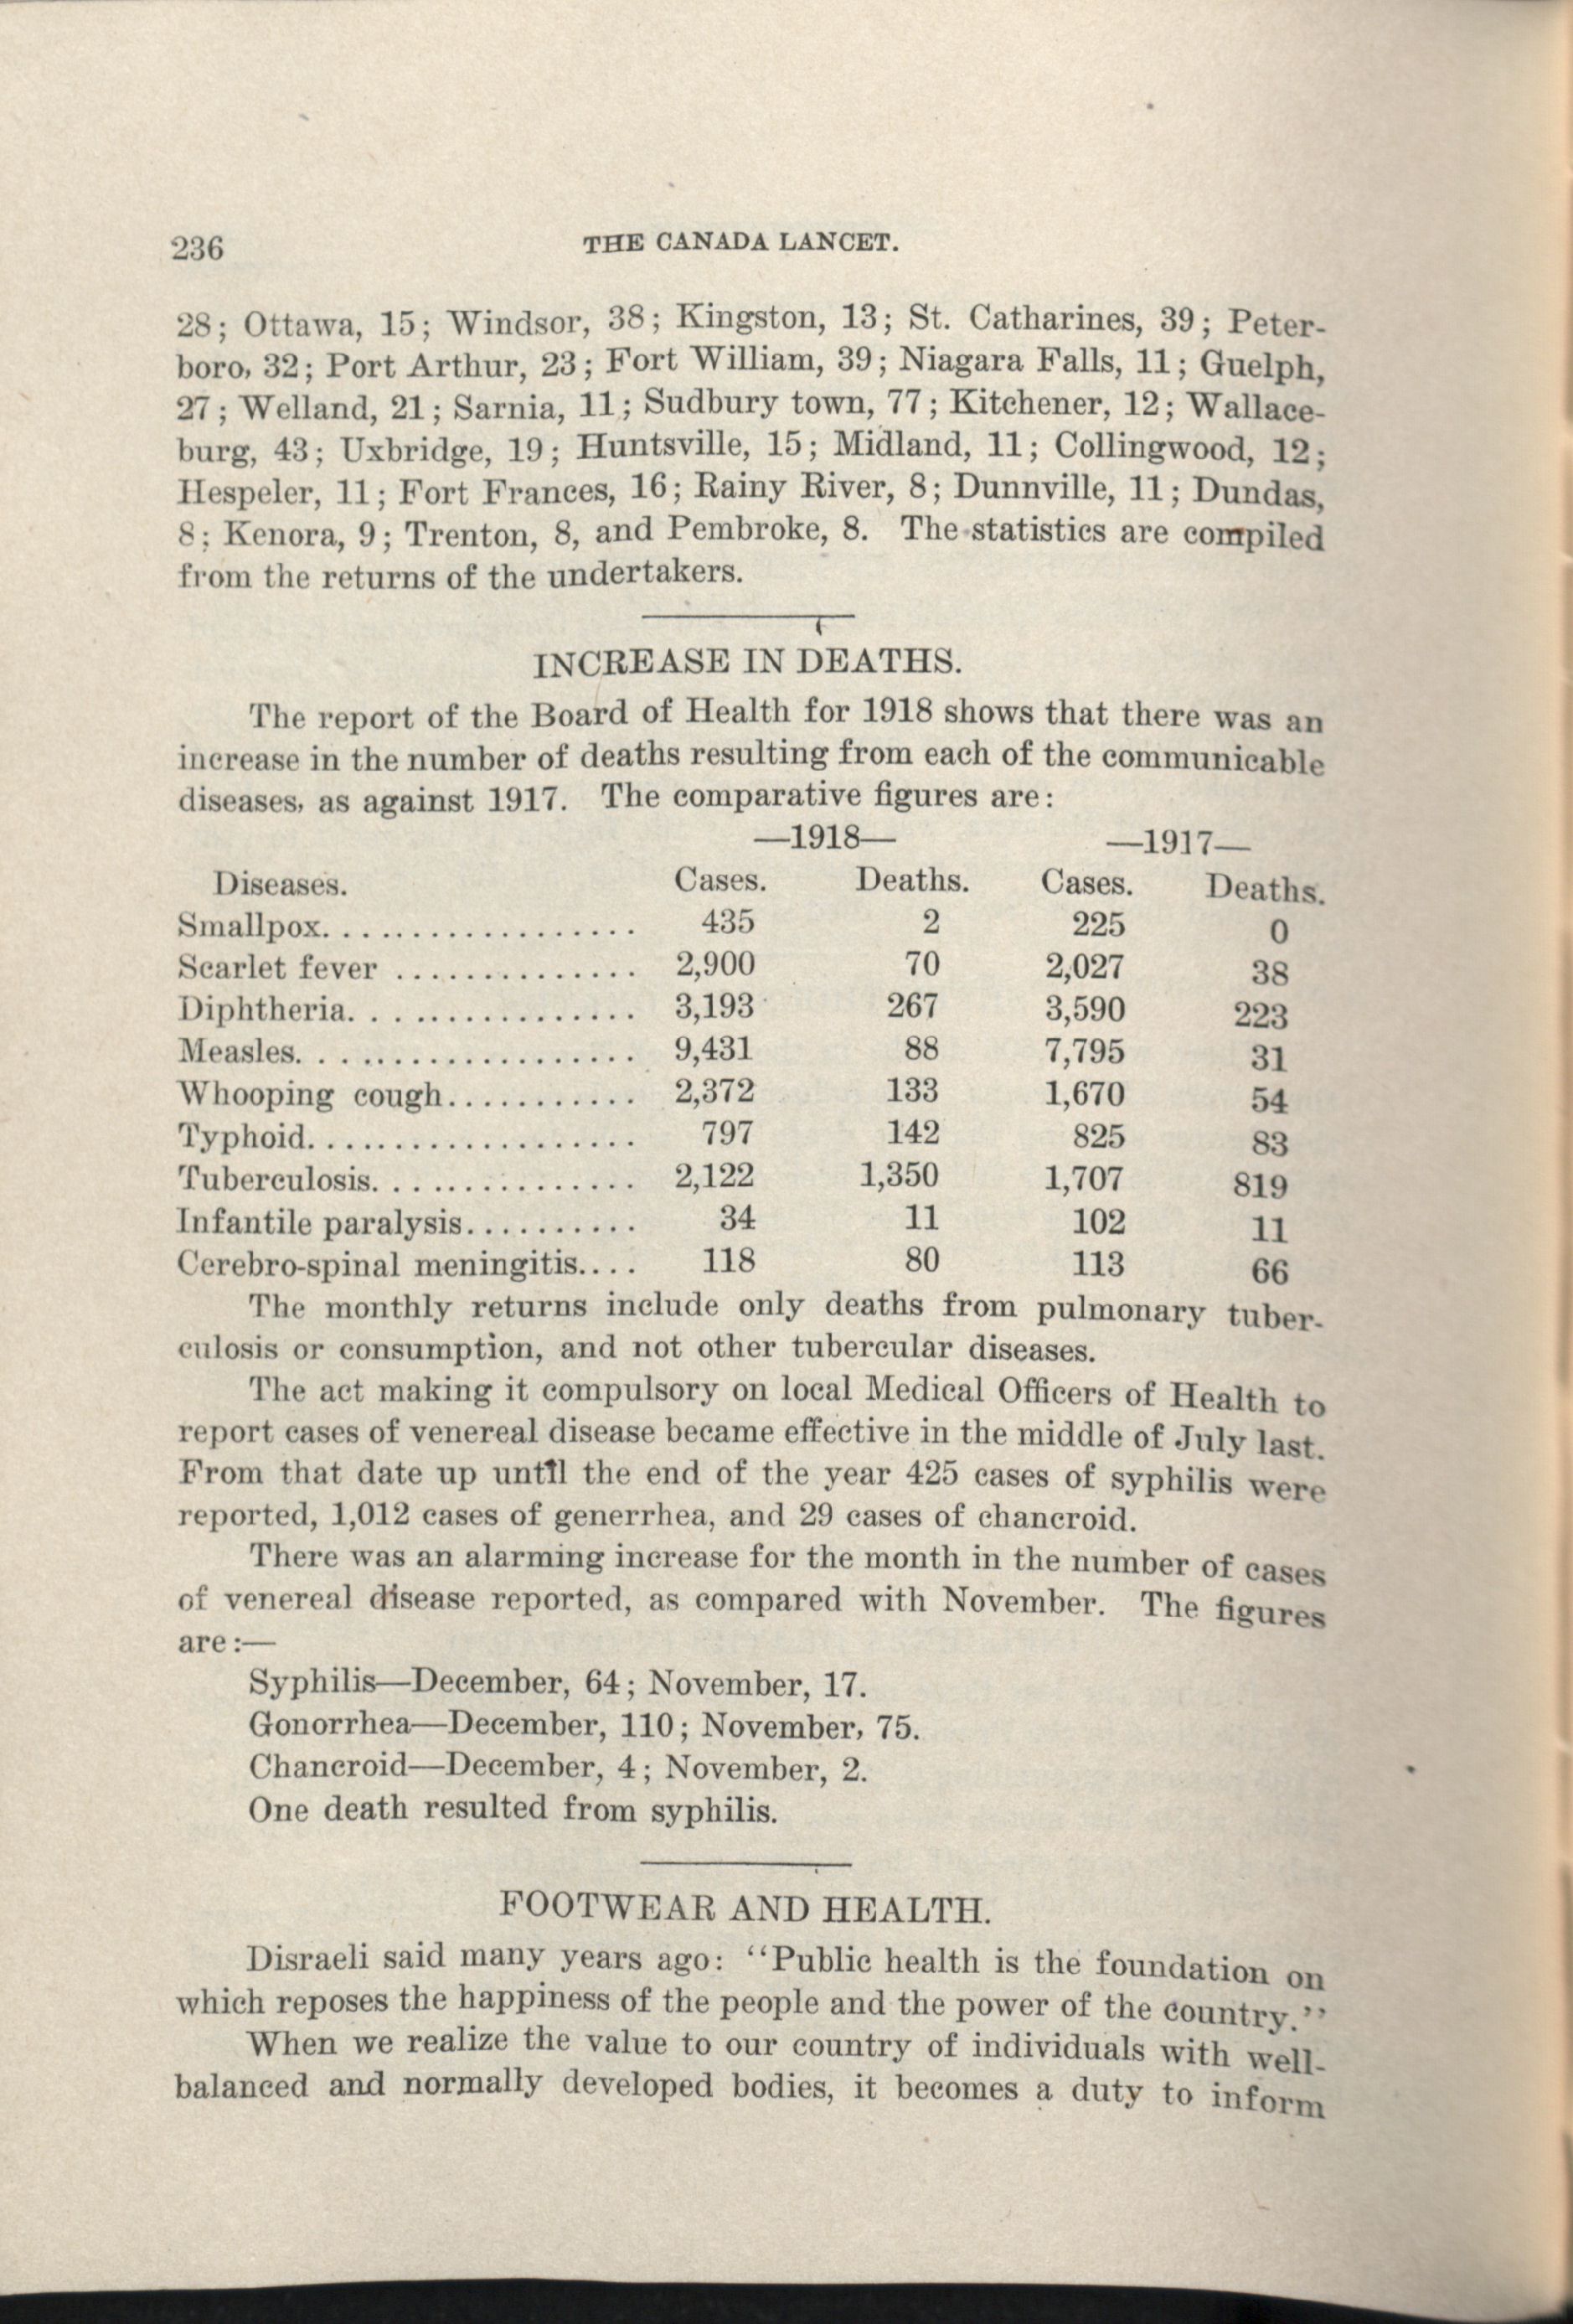 236
THE CANADA LANCET.
28; Ottawa, 15; Windsor, 38; Kingston, 13; St. Catharines, 39; Peter-
boro, 32; Port Arthur, 23; Fort William, 39; Niagara Falls, 11; Guelph,
27; Welland, 21; Sarnia, 11; Sudbury town, 77; Kitchener, 12; Wallace-
burg, 43; Uxbridge, 19; Huntsville, 15; Midland, 11; Collingwood, 12;
Hespeler, 11; Fort Frances, 16; Rainy River, 8; Dunnville, 11; Dundas,
8; Kenora, 9; Trenton, 8, and Pembroke, 8. The statistics are compiled
from the returns of the undertakers.
INCREASE IN DEATHS.
The report of the Board of Health for 1918 shows that there was an
increase in the number of deaths resulting from each of the communicable
diseases, as against 1917. The comparative figures are:
—1918— —1917—
Diseases. Cases. Deaths. Cases. Deaths.
Smallpox.................. 435 2 225 0
Scarlet fever .............. 2,900 70 2,027 38
Diphtheria................ 3,193 267 3,590 223
Measles................... 9,431 88 7,795 31
Whooping cough........... 2,372 133 1,670 54
Typhoid................... 797 142 825 83
Tuberculosis............... 2,122 1,350 1,707 819
Infantile paralysis.......... 34 11 102 11
Cerebro-spinal meningitis.... 118 80 113 66
The monthly returns include only deaths from pulmonary tuber-
culosis or consumption, and not other tubercular diseases.
The act making it compulsory on local Medical Officers of Health to
report cases of venereal disease became effective in the middle of July last.
From that date up until the end of the year 425 cases of syphilis were
reported, 1,012 cases of generrhea, and 29 cases of chancroid.
There was an alarming increase for the month in the number of cases
of venereal disease reported, as compared with November. The figures
are:—
Syphilis—December, 64; November, 17.
Gonorrhea—December, 110; November, 75.
Chancroid—December, 4; November, 2.
One death resulted from syphilis.
FOOTWEAR AND HEALTH.
Disraeli said many years ago: "Public health is the foundation on
which reposes the happiness of the people and the power of the country."
When we realize the value to our country of individuals with well-
balanced and normally developed bodies, it becomes a duty to inform